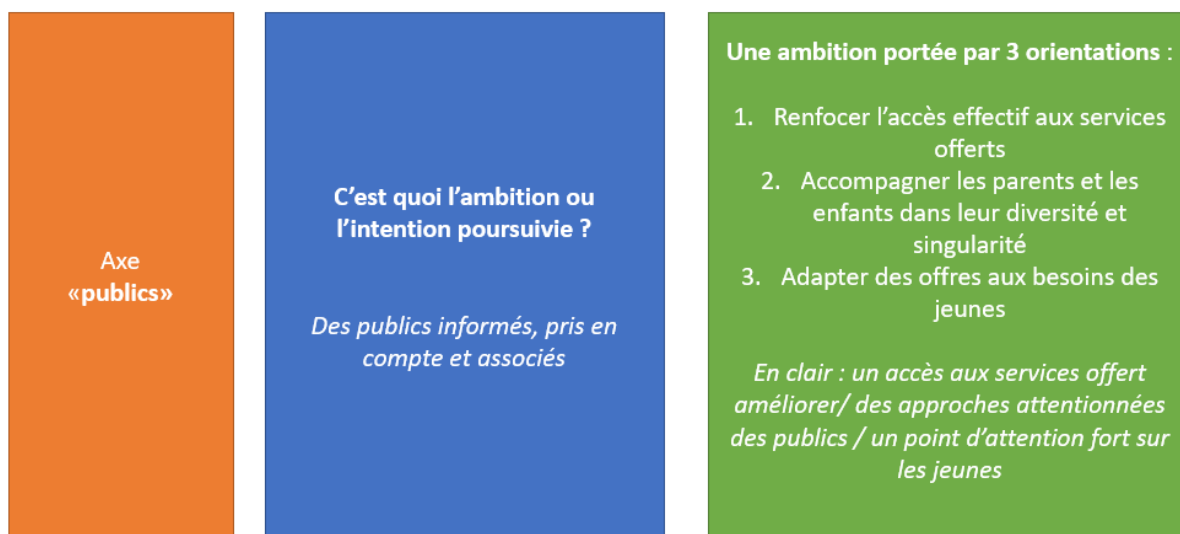 Axe
«publics»
C’est quoi l’ambition ou
l’intention poursuivie ?
Des publics informés, pris en
compte et associés
Une ambition portée par 3 orientations :
1. Renfocer l’accès effectif aux services
offerts
2. Accompagner les parents et les
enfants dans leur diversité et
singularité
3. Adapter des offres aux besoins des
jeunes
En clair : un accès aux services offert
améliorer/ des approches attentionnées
des publics / un point d’attention fort sur
les jeunes